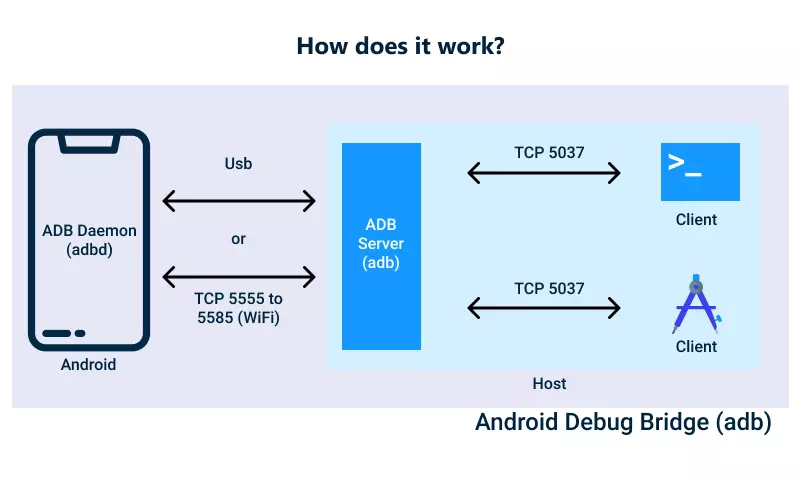 How does it work?
Usb
TCP 5037
>_
ADB Daemon
(adbd)
or
ADB
Server
(adb)
Client
TCP 5555 to
5585 (WiFi)
TCP 5037
Client
Android
Host
Android Debug Bridge (adb)